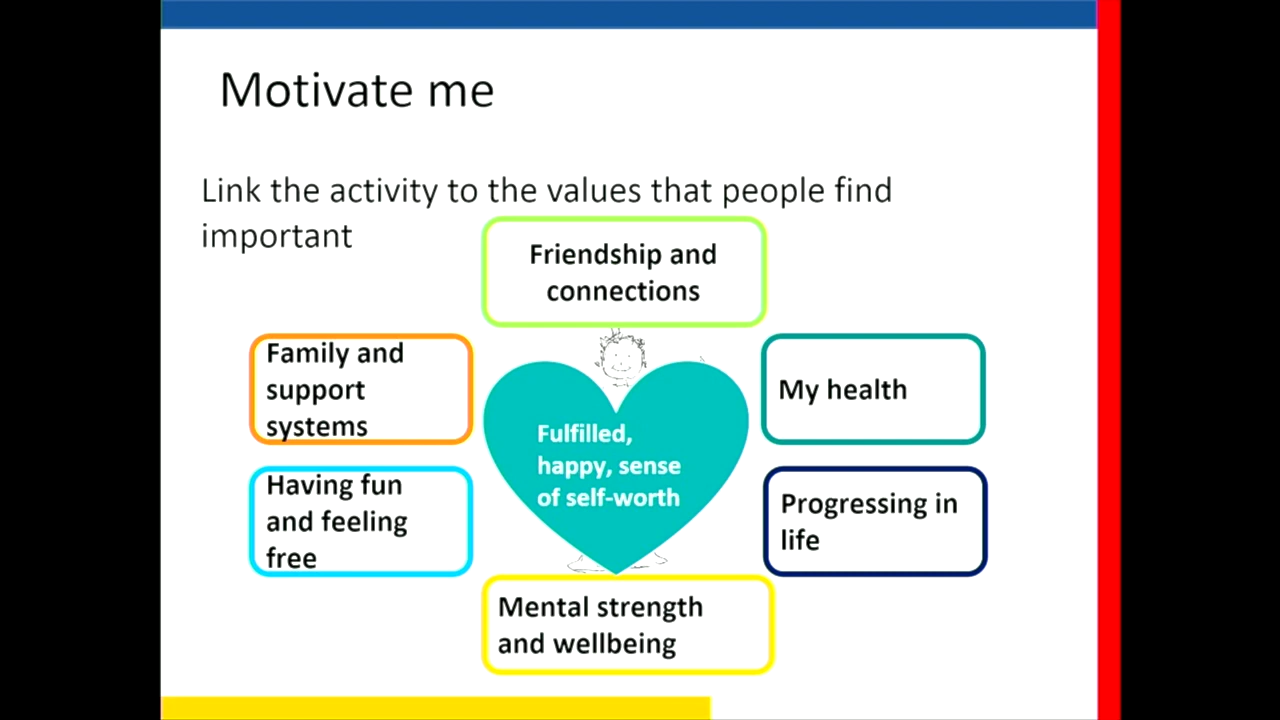 Motivate me
Link the activity to the values that people find
important
Friendship and
connections
Family and
support
systems
My health
Fulfilled,
happy, sense
of self-worth
Having fun
and feeling
free
Progressing in
life
Mental strength
and wellbeing